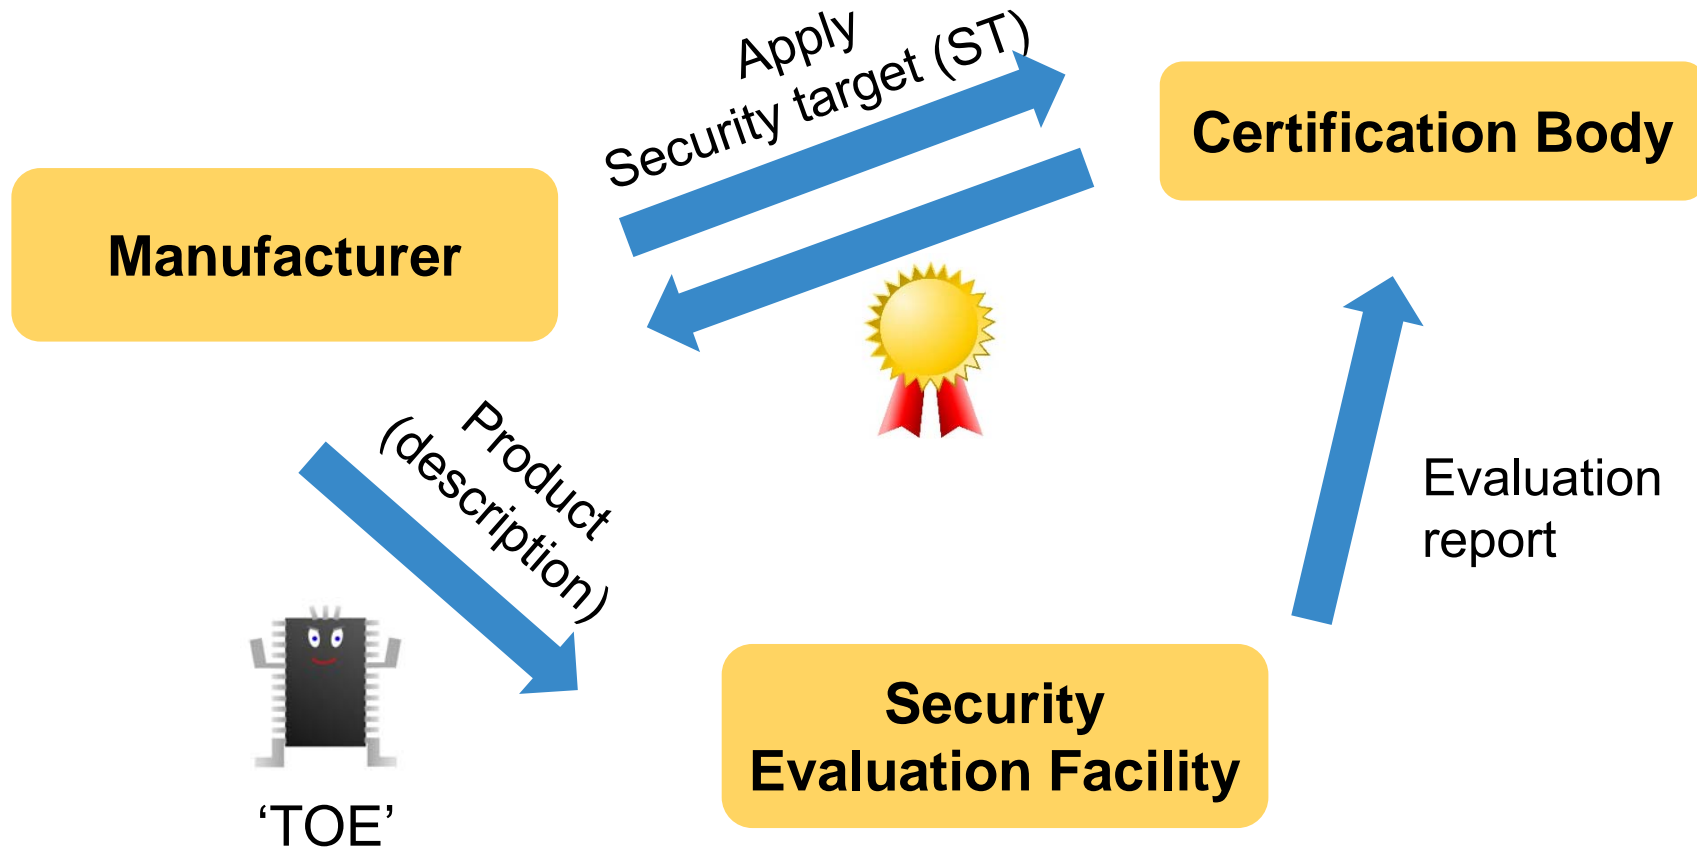 Apply
Security target (ST)
Certification Body
Manufacturer
Product
(description)
Evaluation
report
Security
Evaluation Facility
‘TOE’